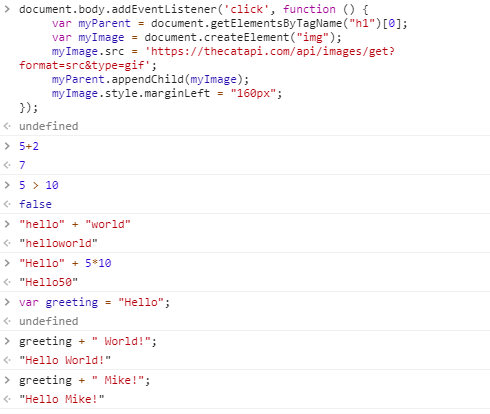 > document.body.addEventListener('click', function () {
var myParent = document.getElementsByTagName("h1")[0];
var myImage = document.createElement("img");
myImage.src = 'https://thecatapi.com/api/images/get?
format=src&type=gif';
myParent.appendChild(myImage);
myImage.style.marginLeft = "160px";
});
< undefined
> 5+2
< 7
> 5 > 10
< false
> "hello" + "world"
< "helloworld"
> "Hello" + 5*10
< "Hello50"
> var greeting = "Hello";
< undefined
> greeting + " World!";
< "Hello World!"
> greeting + " Mike!";
< "Hello Mike!"